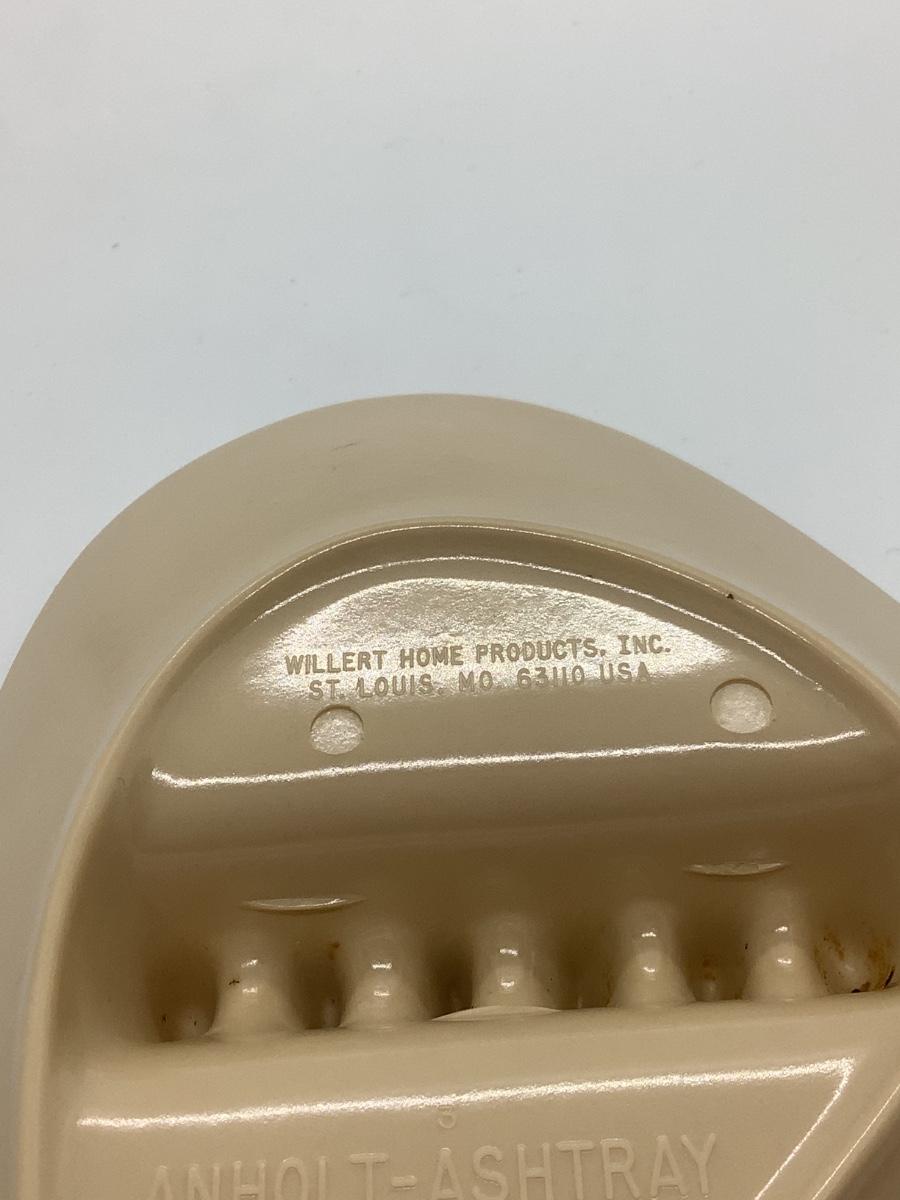 WILLERT HOME PRODUCTS, INC.
ST. LOUIS, MO. 63110 USA
ANHOLT-ASHTRAY